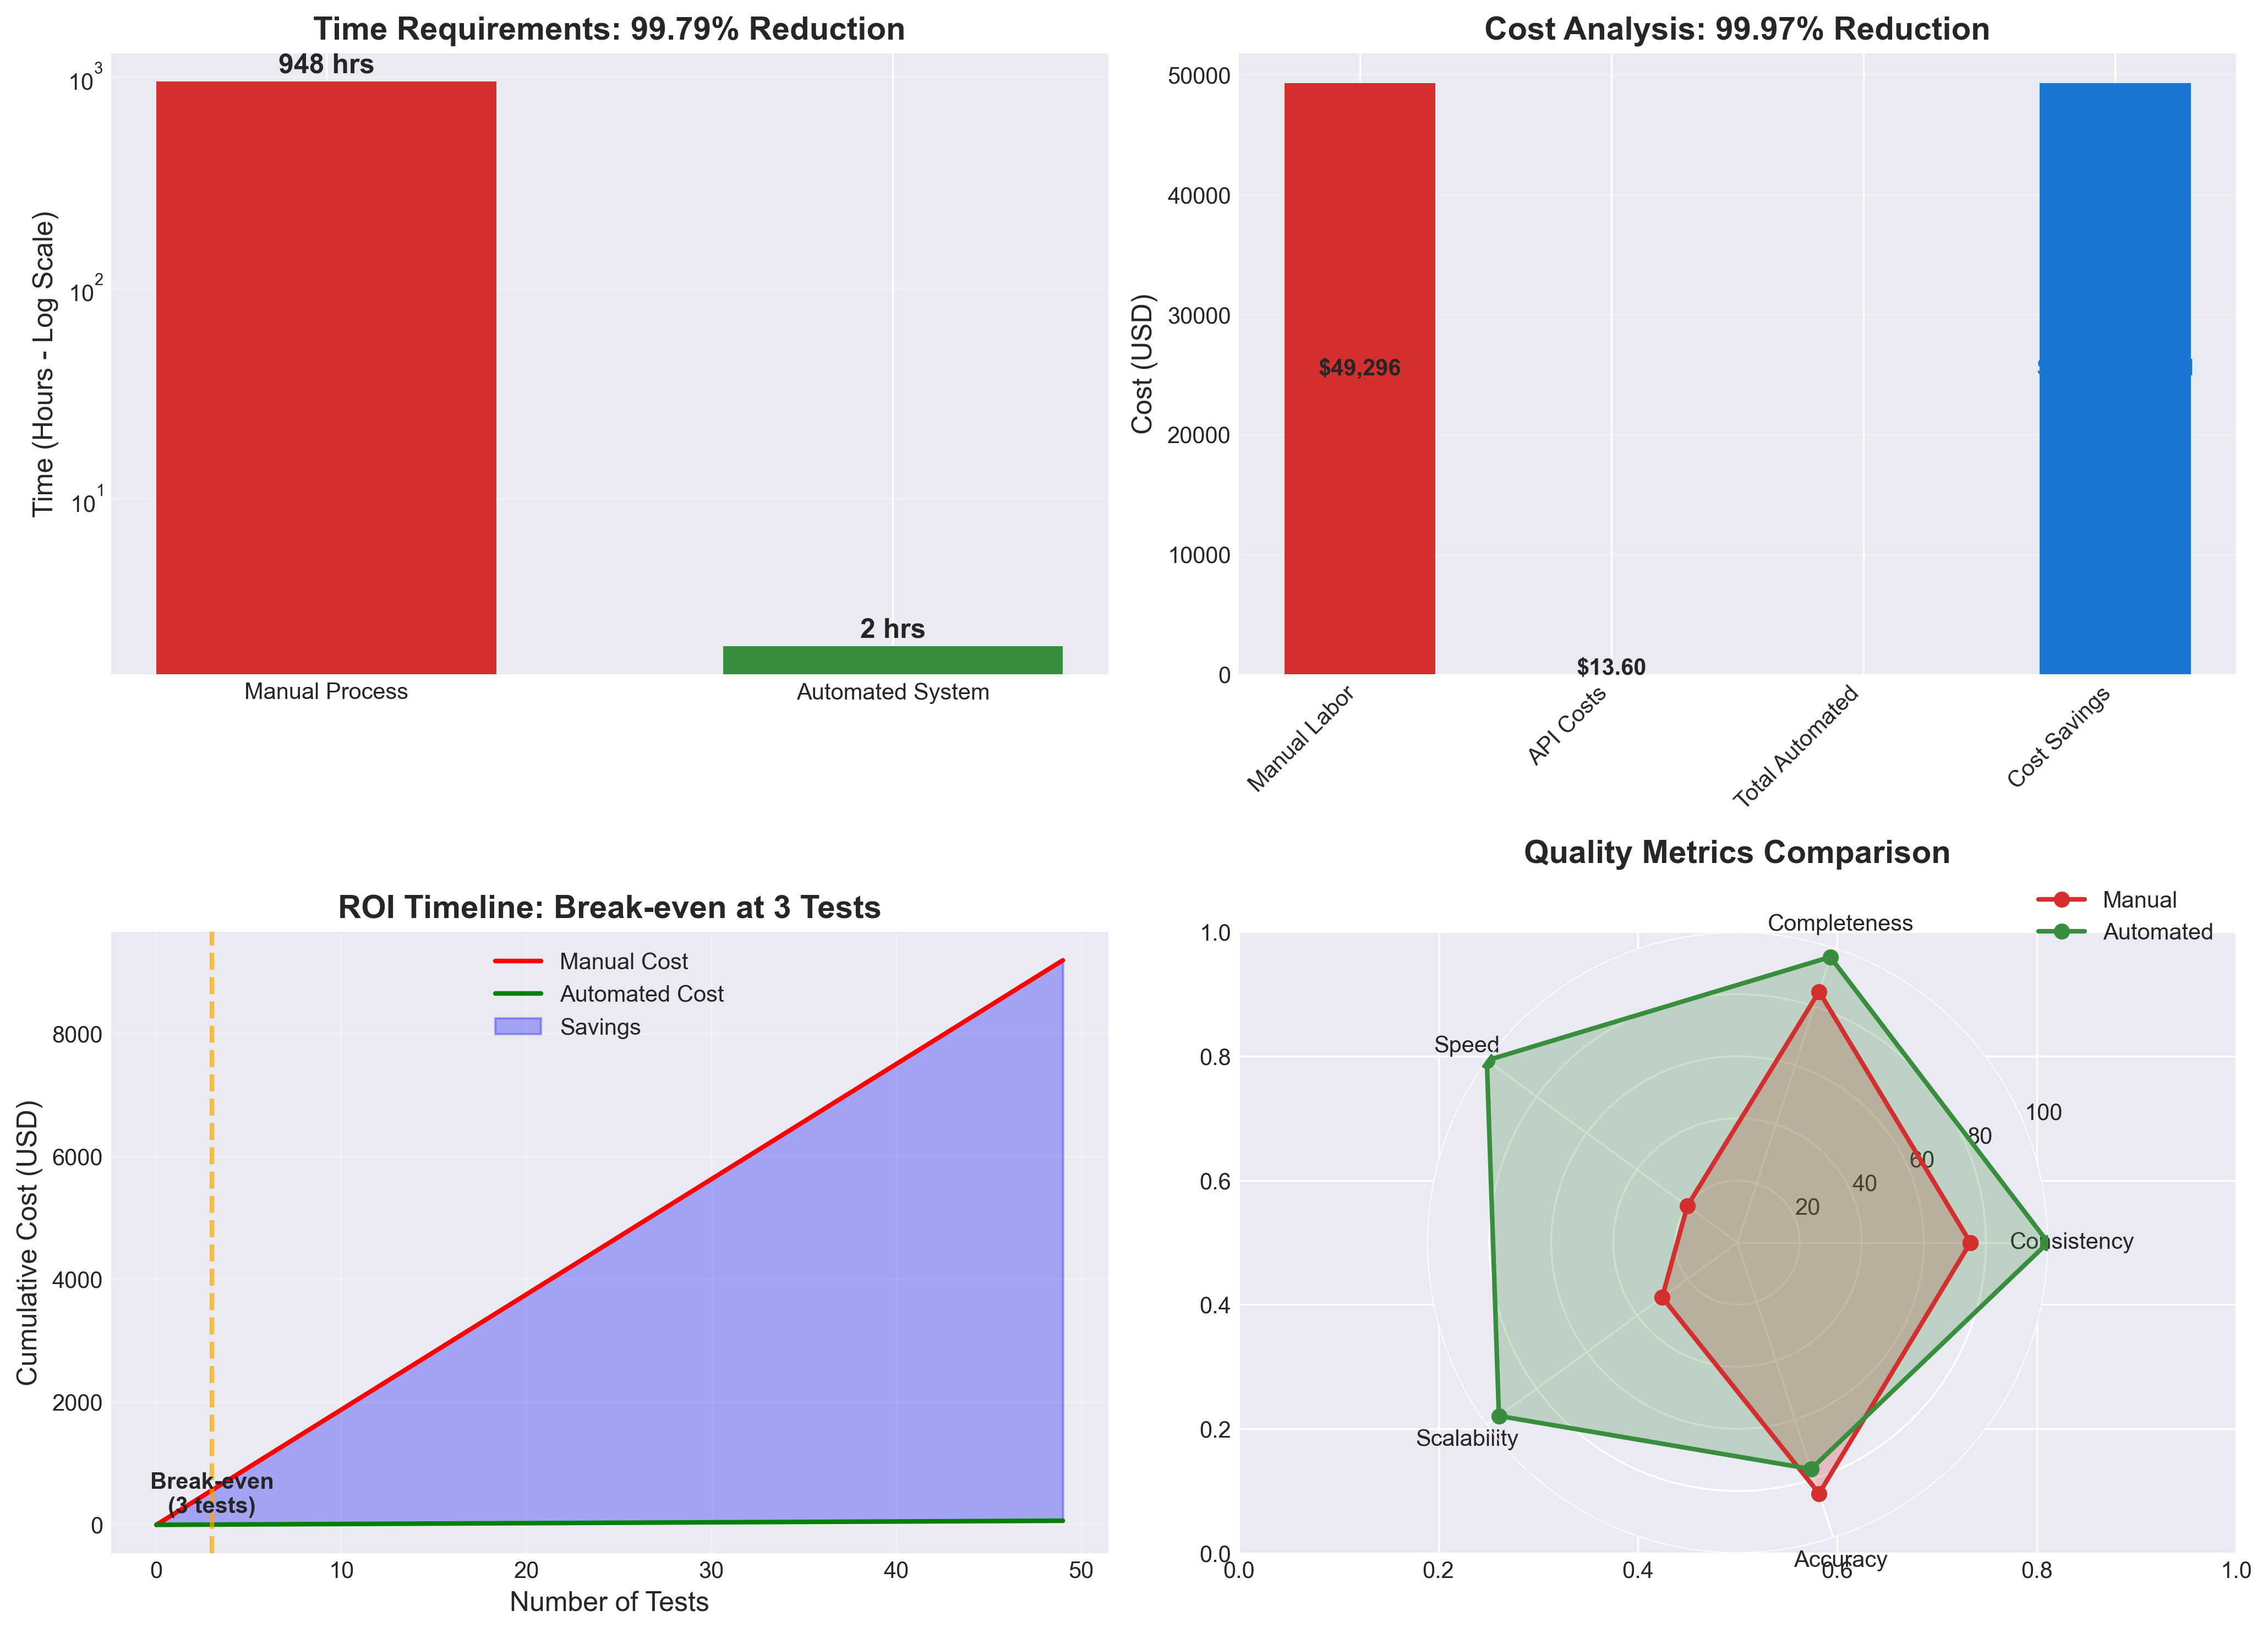 Time Requirements: 99.79% Reduction
948 hrs
10³
10²
10¹
Time (Hours - Log Scale)
2 hrs
Manual Process
Automated System
Cost Analysis: 99.97% Reduction
50000
40000
30000
20000
10000
0
Cost (USD)
$49,296
$13.60
Manual Labor
API Costs
Total Automated
Cost Savings
ROI Timeline: Break-even at 3 Tests
Manual Cost
Automated Cost
Savings
8000
6000
4000
2000
0
Cumulative Cost (USD)
Break-even
(3 tests)
0
10
20
30
40
50
Number of Tests
Quality Metrics Comparison
Manual
Automated
1.0
0.8
0.6
0.4
0.2
0.0
Completeness
Speed
100
80
60
40
20
Consistency
Scalability
Accuracy
0.0
0.2
0.4
0.6
0.8
1.0